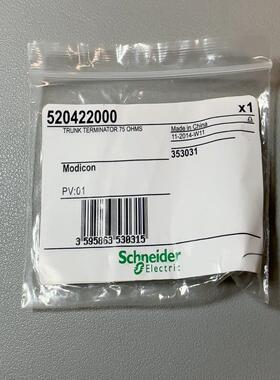 520422000
x1
TRUNK TERMINATOR 75 OHMS
Made in China
11-2014-W11
353031
Modicon
PV:01
3 595863 530315
Schneider
Electric